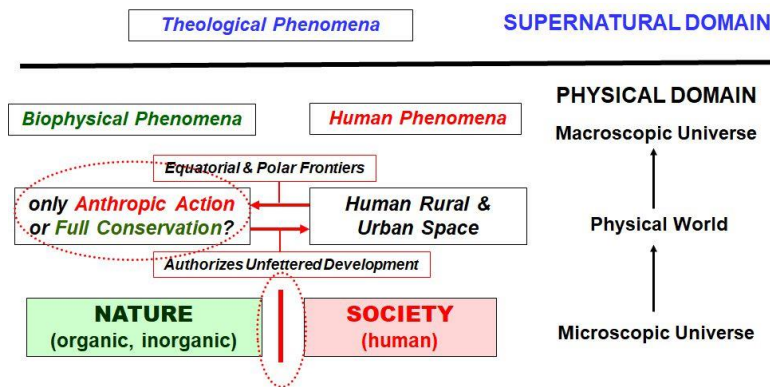 Theological Phenomena
SUPERNATURAL DOMAIN
PHYSICAL DOMAIN
Biophysical Phenomena
Human Phenomena
Macroscopic Universe
Equatorial & Polar Frontiers
only Anthropic Action
or Full Conservation?
Human Rural &
Urban Space
Physical World
Authorizes Unfettered Development
NATURE
(organic, inorganic)
SOCIETY
(human)
Microscopic Universe